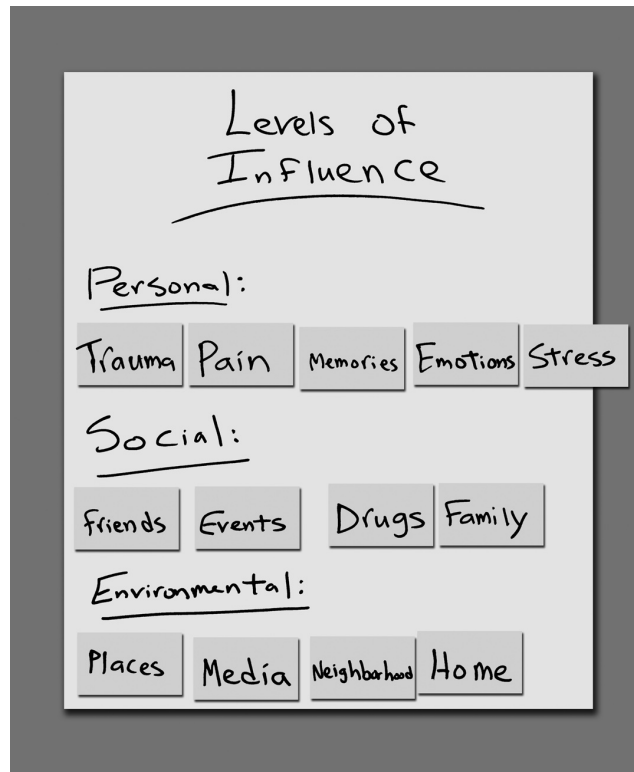 Levels of
Influence
Personal:
Trauma Pain Memories Emotions Stress
Social:
friends Events Drugs Family
Environmental:
Places Media Neighborhood Home